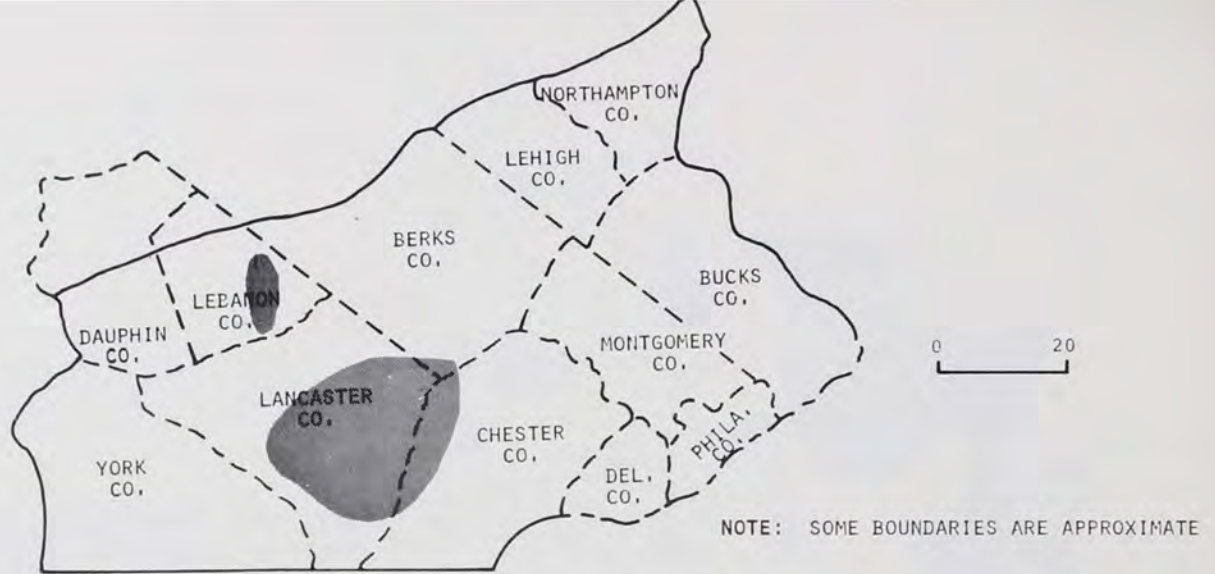 NORTHAMPTON
CO.
LEHIGH
CO.
BERKS
CO.
BUCKS
CO.
LEBANON
CO.
DAUPHIN
CO.
MONTGOMERY
CO.
0 20
LANCASTER
CO.
CHESTER
CO.
PHILA.
CO.
YORK
CO.
DEL.
CO.
NOTE: SOME BOUNDARIES ARE APPROXIMATE